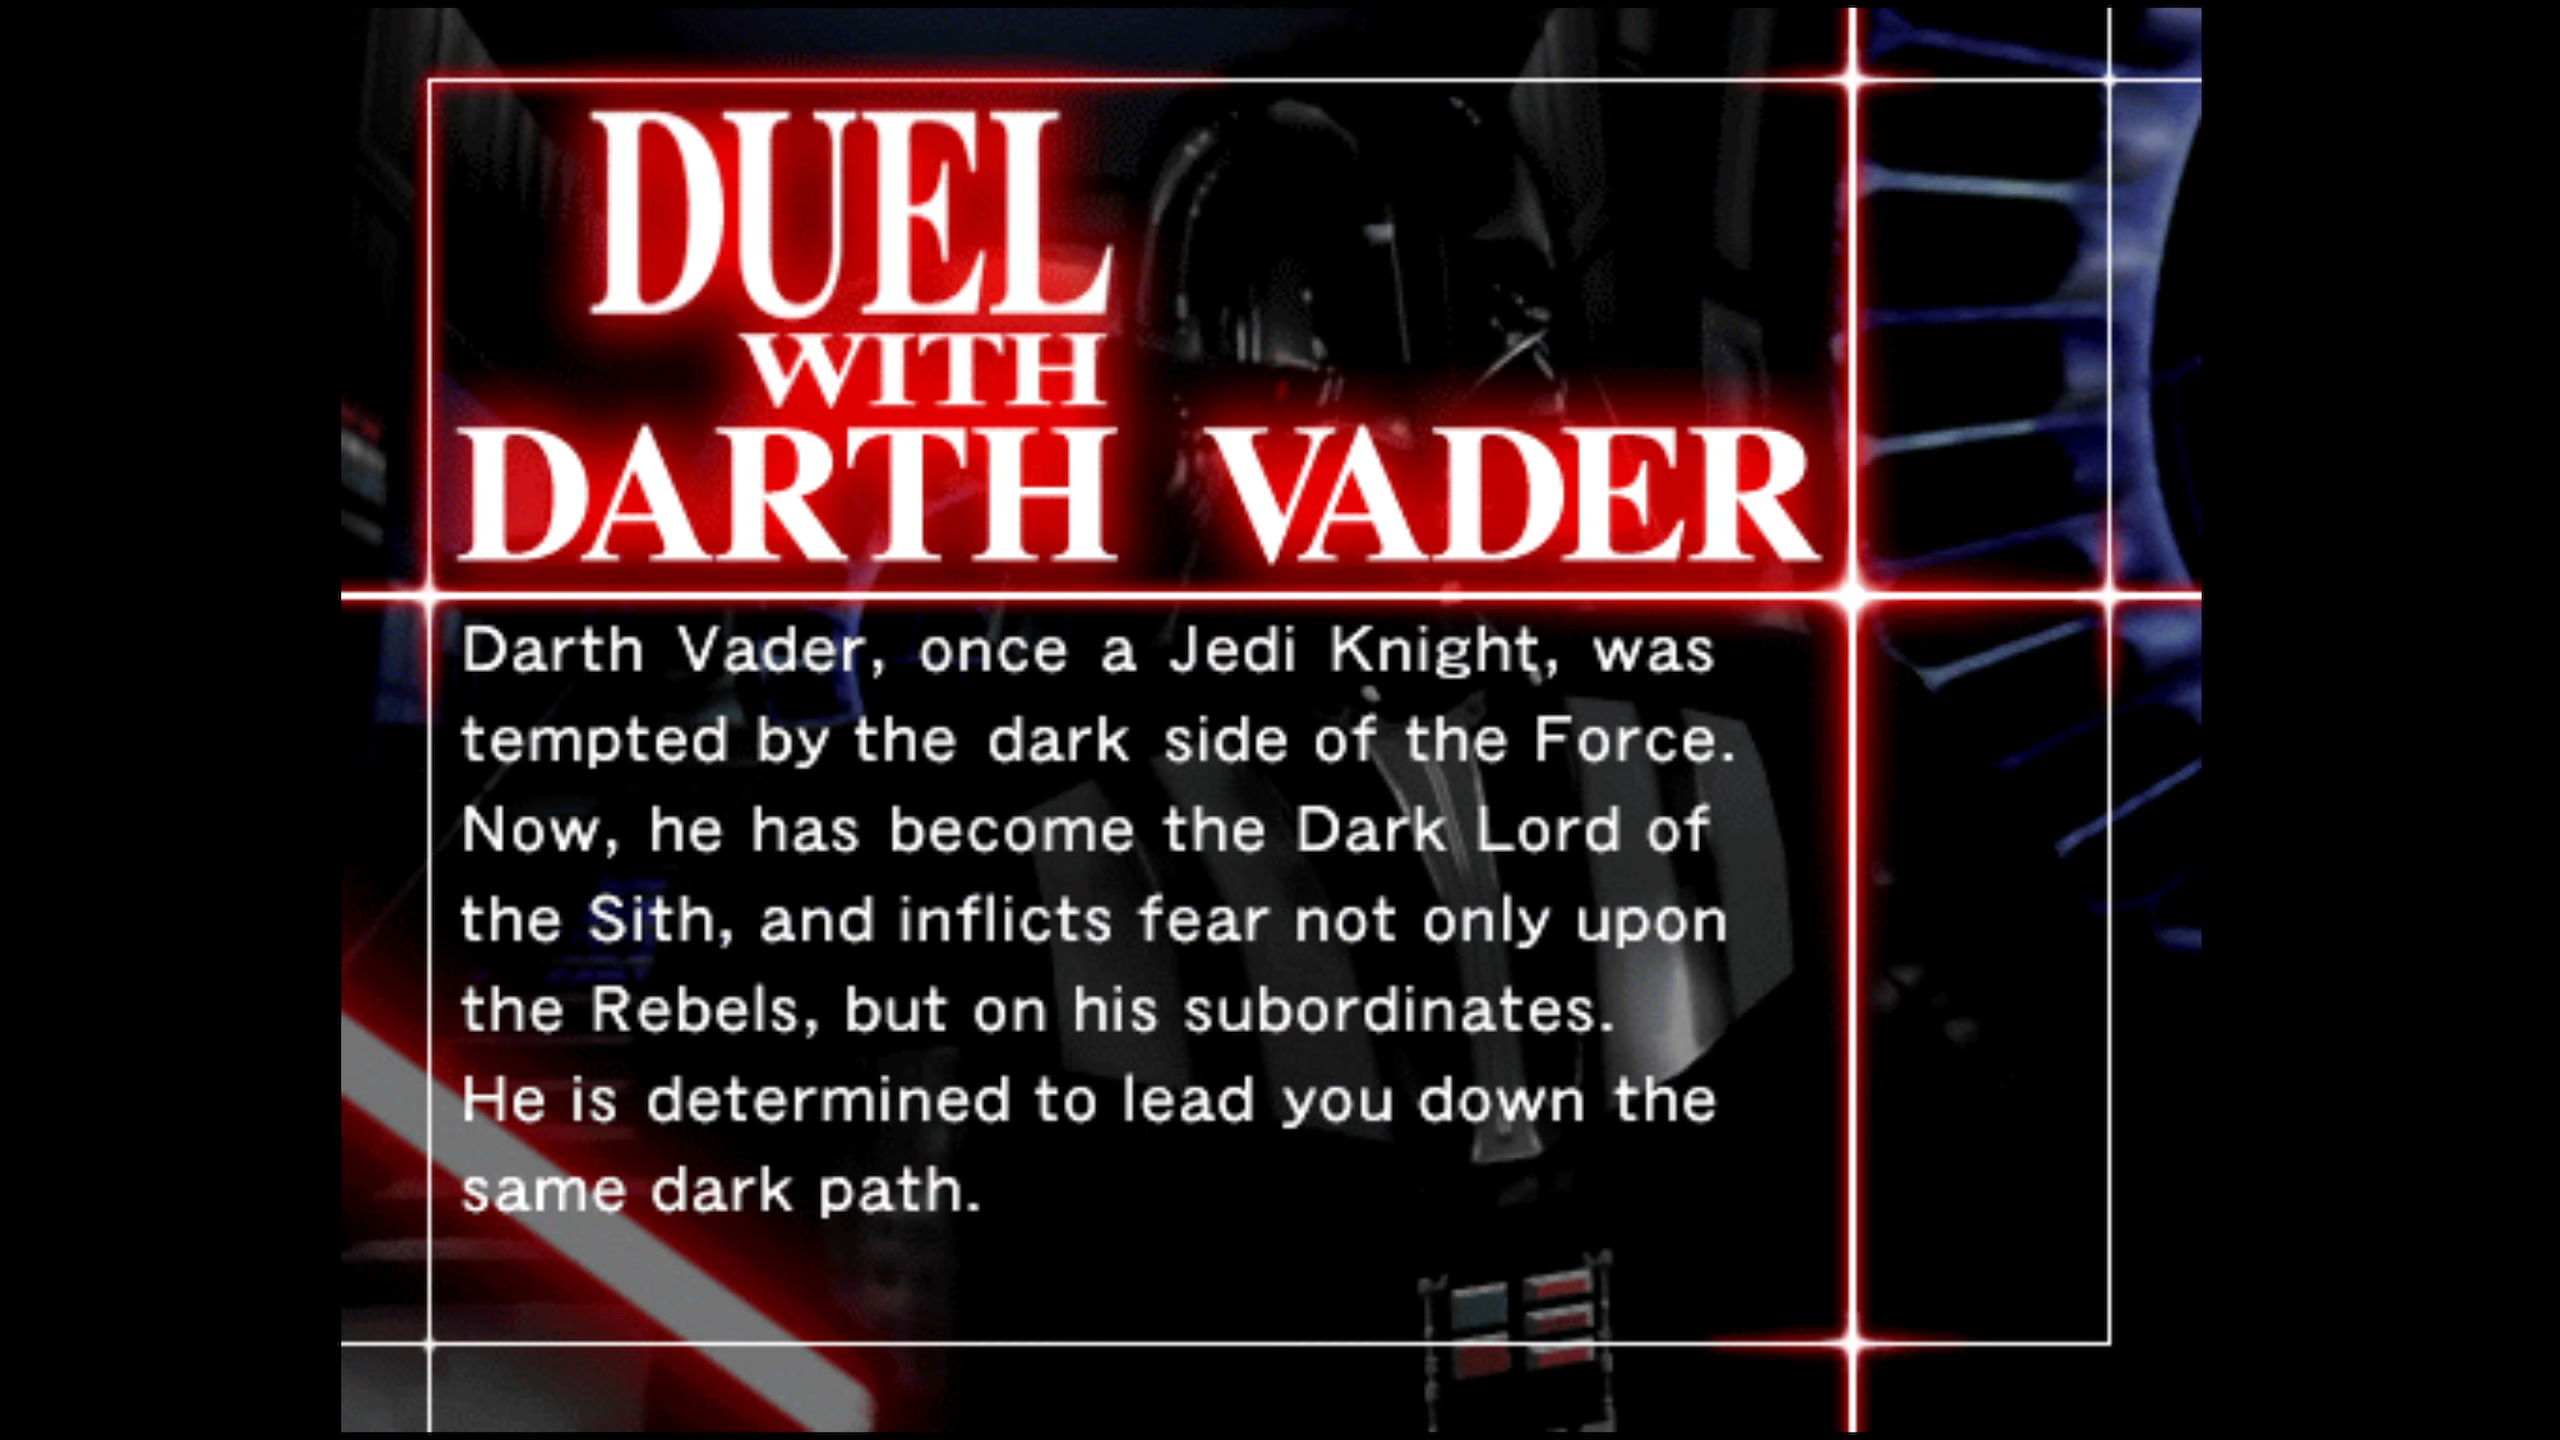 DUEL
WITH
DARTH VADER
Darth Vader, once a Jedi Knight, was
tempted by the dark side of the Force.
Now, he has become the Dark Lord of
the Sith, and inflicts fear not only upon
the Rebels, but on his subordinates.
He is determined to lead you down the
same dark path.